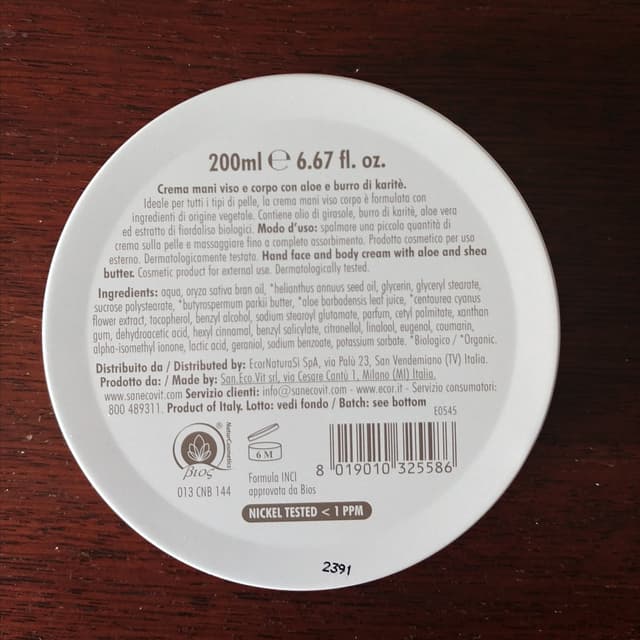 200ml ℮ 6.67 fl. oz.
Crema mani viso e corpo con aloe e burro di karitè.
Ideale per tutti i tipi di pelle, la crema mani viso corpo è formulata con
ingredienti di origine vegetale. Contiene olio di girasole, burro di karitè, aloe vera
ed estratto di fiordaliso biologici. Modo d'uso: spalmare una piccola quantità di
crema sulla pelle e massaggiare fino a completo assorbimento. Prodotto cosmetico per uso
esterno. Dermatologicamente testata. Hand face and body cream with aloe and shea
butter. Cosmetic product for external use. Dermatologically tested.
Ingredients: aqua, oryza sativa bran oil, *helianthus annuus seed oil, glycerin, glyceryl stearate,
sucrose polystearate, *butyrospermum parkii butter, *aloe barbadensis leaf juice, *centaurea cyanus
flower extract, tocopherol, benzyl alcohol, sodium stearoyl glutamate, parfum, cetyl palmitate, xanthan
gum, dehydroacetic acid, hexyl cinnamal, benzyl salicylate, citronellol, linalool, eugenol, coumarin,
alpha-isomethyl ionone, lactic acid, geraniol, sodium benzoate, potassium sorbate. *Biologico / *Organic.
Distribuito da / Distributed by: EcorNaturaSì SpA, via Palù 23, San Vendemiano (TV) Italia.
Prodotto da / Made by: San.Eco.Vit srl, via Cesare Cantù 1, Milano (MI) Italia.
www.sanecovit.com Servizio clienti: info@sanecovit.com - www.ecor.it - Servizio consumatori:
800 489311. Product of Italy. Lotto: vedi fondo / Batch: see bottom
E0545
NaturCosmetics
Bios
®
013 CNB 144
6 M
Formula INCI
approvata da Bios
8 019010 325586
NICKEL TESTED < 1 PPM
2391